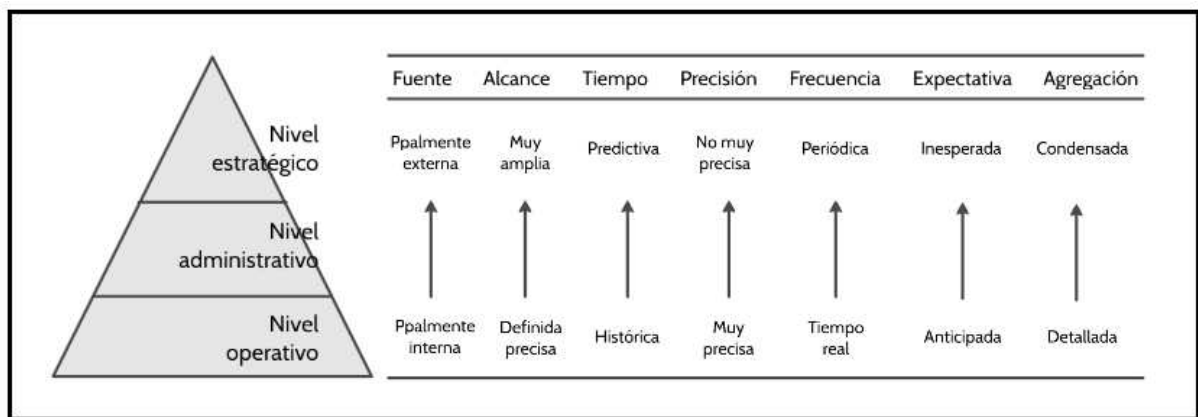 Fuente Alcance Tiempo Precisión Frecuencia Expectativa Agregación
Nivel
estratégico
Ppalmente
externa
Muy
amplia
Predictiva
No muy
precisa
Periódica
Inesperada
Condensada
Nivel
administrativo
Nivel
operativo
Ppalmente
interna
Definida
precisa
Histórica
Muy
precisa
Tiempo
real
Anticipada
Detallada